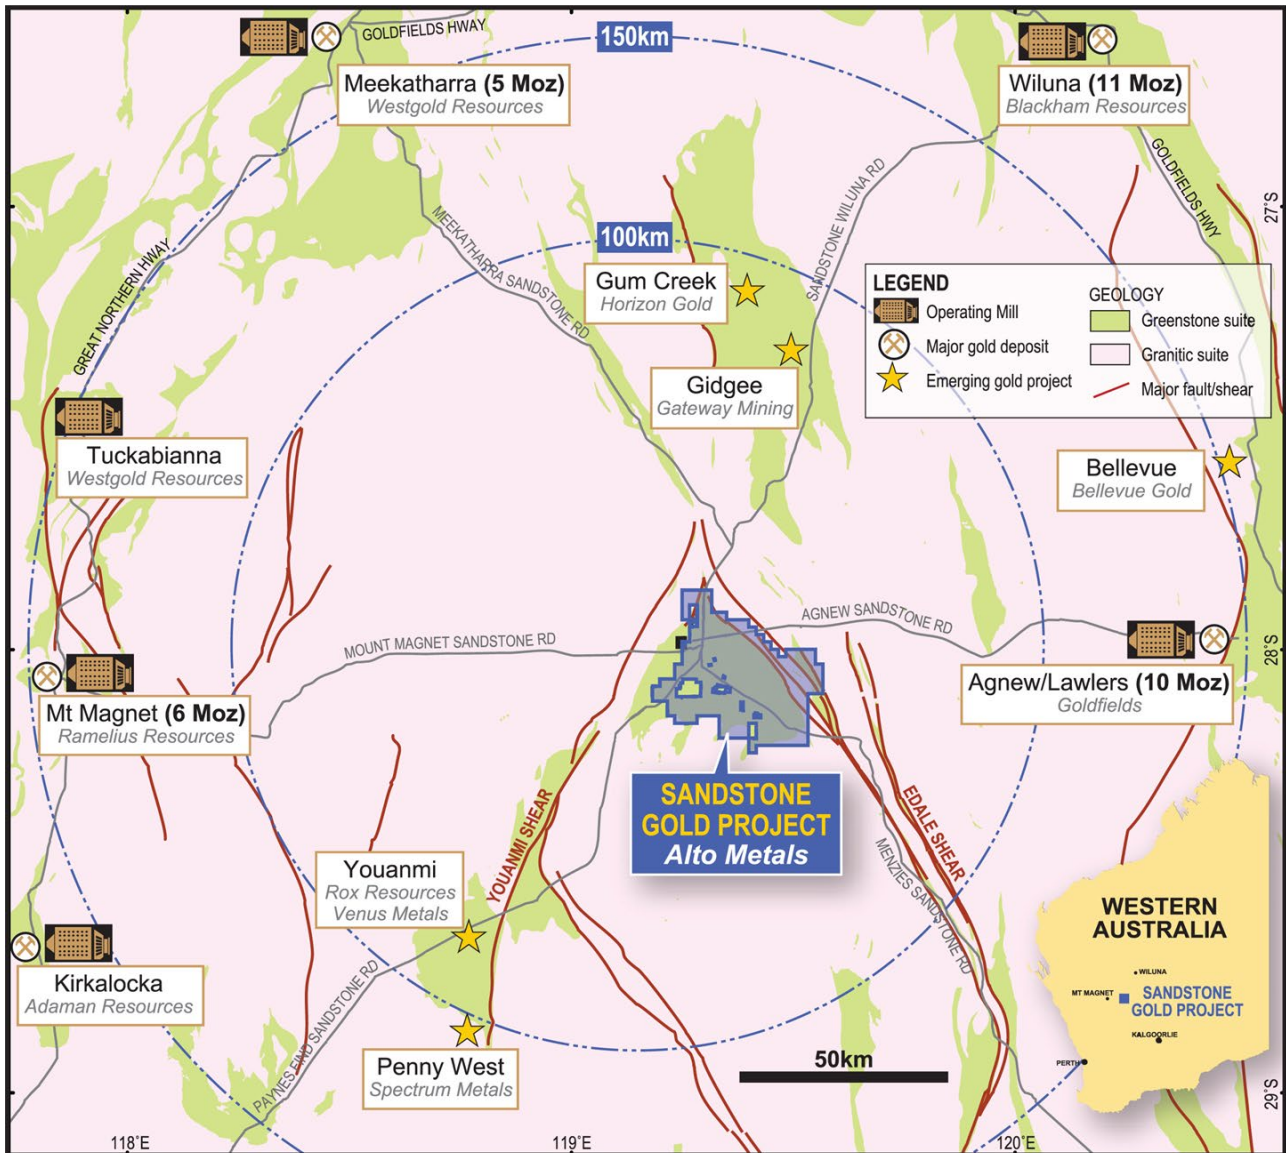 GOLDFIELDS HWAY
150km
Meekatharra (5 Moz)
Westgold Resources
Wiluna (11 Moz)
Blackham Resources
GOLDFIELDS HWY
27°S
MEEKATHARRA SANDSTONE RD
SANDSTONE WILUNA RD
GREAT NORTHERN HWAY
100km
Gum Creek
Horizon Gold
Gidgee
Gateway Mining
LEGEND
Operating Mill
Major gold deposit
Emerging gold project
GEOLOGY
Greenstone suite
Granitic suite
Major fault/shear
Tuckabianna
Westgold Resources
Bellevue
Bellevue Gold
MOUNT MAGNET SANDSTONE RD
AGNEW SANDSTONE RD
28°S
Mt Magnet (6 Moz)
Ramelius Resources
Agnew/Lawlers (10 Moz)
Goldfields
SANDSTONE
GOLD PROJECT
Alto Metals
YOUANMI SHEAR
EDALE SHEAR
MENZIES SANDSTONE RD
Youanmi
Rox Resources
Venus Metals
Kirkalocka
Adaman Resources
PAYNES FIND SANDSTONE RD
Penny West
Spectrum Metals
50km
WESTERN
AUSTRALIA
WILUNA
MT MAGNET
SANDSTONE
GOLD PROJECT
KALGOORLIE
PERTH
29°S
118°E
119°E
120°E